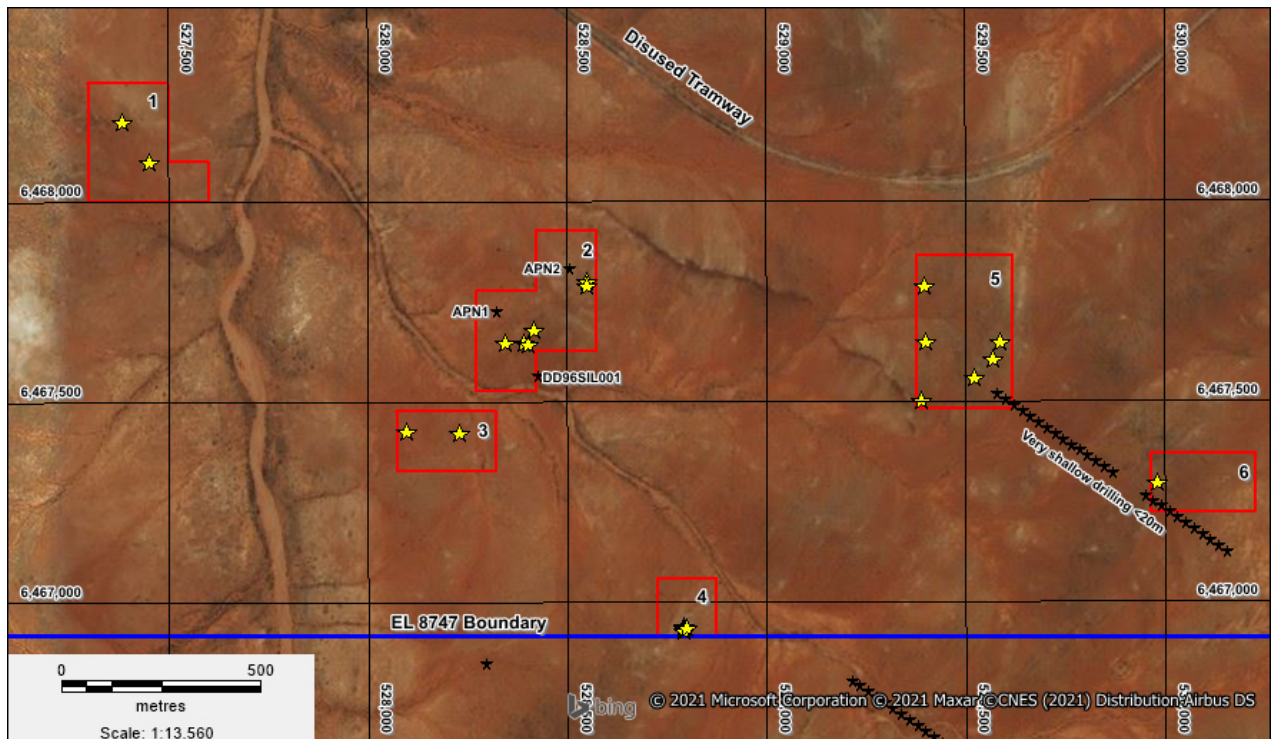 527,500
528,000
528,500
529,000
529,500
530,000
Disused Tramway
1
6,468,000
6,468,000
2
APN2
5
APN1
DD96SIL001
6,467,500
6,467,500
3
Very shallow drilling <20m
6
6,467,000
6,467,000
4
EL 8747 Boundary
0
500
metres
Scale: 1:13,560
528,000
bing
© 2021 Microsoft Corporation © 2021 Maxar ©CNES (2021) Distribution Airbus DS